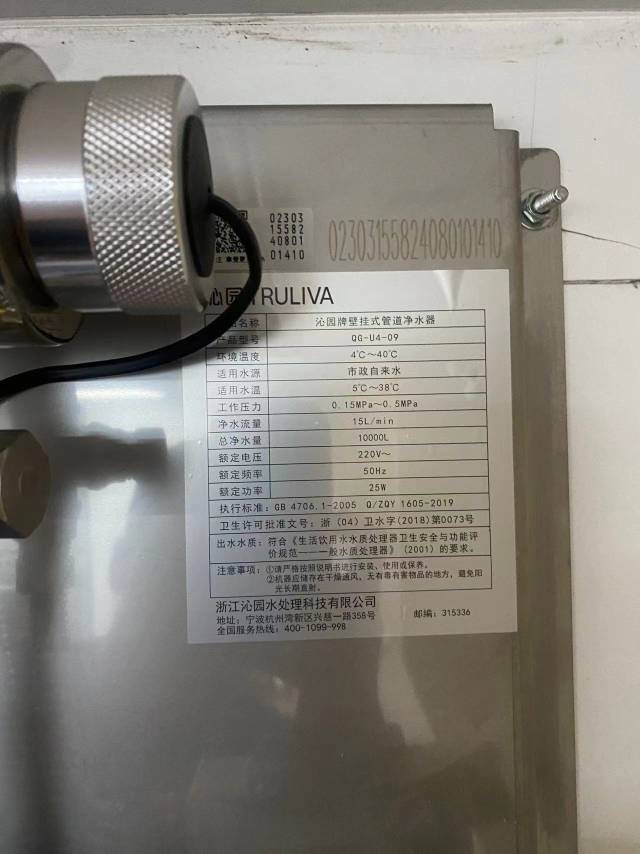 02303
15582
40801
01410
02303155824080101410
沁园 TRULIVA
名称 沁园牌壁挂式管道净水器
产品型号 QG-U4-09
环境温度 4℃～40℃
适用水源 市政自来水
适用水温 5℃～38℃
工作压力 0.15MPa～0.5MPa
净水流量 15L/min
总净水量 10000L
额定电压 220V～
额定频率 50Hz
额定功率 25W
执行标准：GB 4706.1-2005 Q/ZQY 1605-2019
卫生许可批准文号：浙（04）卫水字(2018)第0073号
出水水质：符合《生活饮用水水质处理器卫生安全与功能评
价规范——一般水质处理器》（2001）的要求。
注意事项：①请严格按照说明书进行安装、使用或保养。
②机器应储存在干燥通风，无有毒有害物品的地方，避免阳
光长期直射。
浙江沁园水处理科技有限公司
地址：宁波杭州湾新区兴慈一路358号 邮编：315336
全国服务热线：400-1099-998